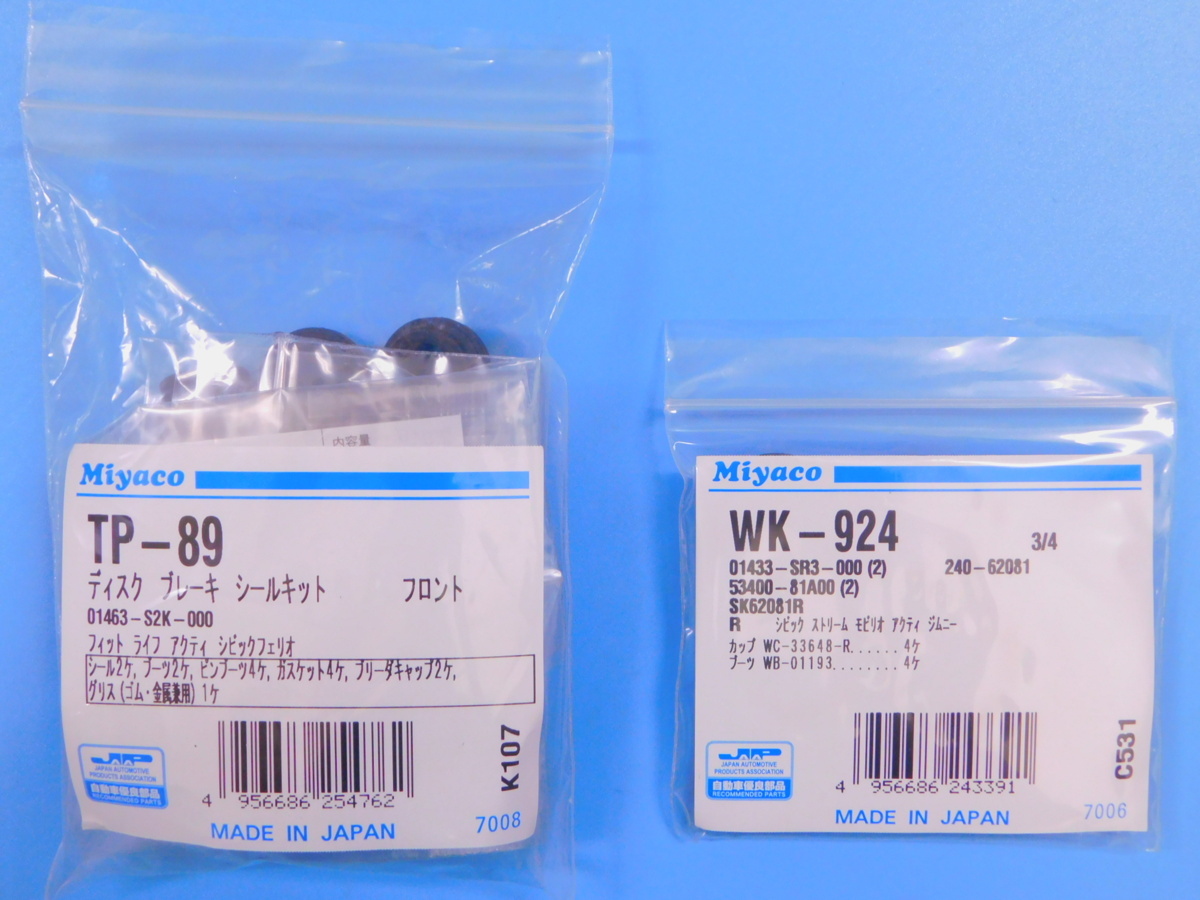 内容量
Miyaco
TP-89
ディスク ブレーキ シールキット フロント
01463-S2K-000
フィット ライフ アクティ シビックフェリオ
シール2ケ, ブーツ2ケ, ピンブーツ4ケ, ガスケット4ケ, ブリーダキャップ2ケ,
グリス(ゴム・金属兼用)1ケ
K107
JAPA
JAPAN AUTOMOTIVE
PRODUCTS ASSOCIATION
自動車優良部品
RECOMMENDED PARTS
4 956686 254762
MADE IN JAPAN
7008
Miyaco
WK-924 3/4
01433-SR3-000 (2) 240-62081
53400-81A00 (2)
SK62081R
R シビック ストリーム モビリオ アクティ ジムニー
カップ WC-33648-R...... 4ケ
ブーツ WB-01193........ 4ケ
C531
JAPA
JAPAN AUTOMOTIVE
PRODUCTS ASSOCIATION
自動車優良部品
RECOMMENDED PARTS
4 956686 243391
MADE IN JAPAN
7006